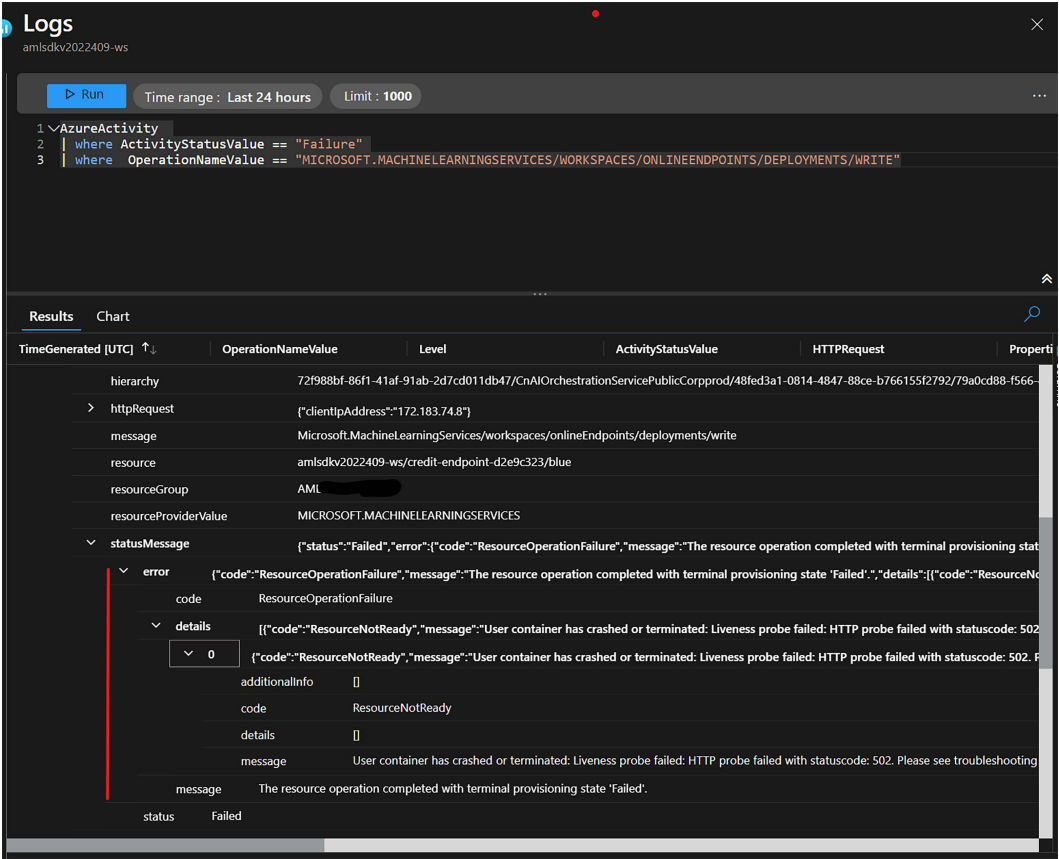 Logs
amlsdkv2022409-ws
Run Time range : Last 24 hours Limit : 1000 ...
1 AzureActivity
2 | where ActivityStatusValue == "Failure"
3 | where OperationNameValue == "MICROSOFT.MACHINELEARNINGSERVICES/WORKSPACES/ONLINEENDPOINTS/DEPLOYMENTS/WRITE"
...
Results Chart
TimeGenerated [UTC] OperationNameValue Level ActivityStatusValue HTTPRequest Properti
hierarchy 72f988bf-86f1-41af-91ab-2d7cd011db47/CnAIOrchestrationServicePublicCorpprod/48fed3a1-0814-4847-88ce-b766155f2792/79a0cd88-f566-
httpRequest {"clientIpAddress":"172.183.74.8"}
message Microsoft.MachineLearningServices/workspaces/onlineEndpoints/deployments/write
resource amlsdkv2022409-ws/credit-endpoint-d2e9c323/blue
resourceGroup AML
resourceProviderValue MICROSOFT.MACHINELEARNINGSERVICES
statusMessage {"status":"Failed","error":{"code":"ResourceOperationFailure","message":"The resource operation completed with terminal provisioning stat
error {"code":"ResourceOperationFailure","message":"The resource operation completed with terminal provisioning state 'Failed'.","details":[{"code":"ResourceNo
code ResourceOperationFailure
details [{"code":"ResourceNotReady","message":"User container has crashed or terminated: Liveness probe failed: HTTP probe failed with statuscode: 502
0 {"code":"ResourceNotReady","message":"User container has crashed or terminated: Liveness probe failed: HTTP probe failed with statuscode: 502. P
additionalInfo []
code ResourceNotReady
details []
message User container has crashed or terminated: Liveness probe failed: HTTP probe failed with statuscode: 502. Please see troubleshooting
message The resource operation completed with terminal provisioning state 'Failed'.
status Failed